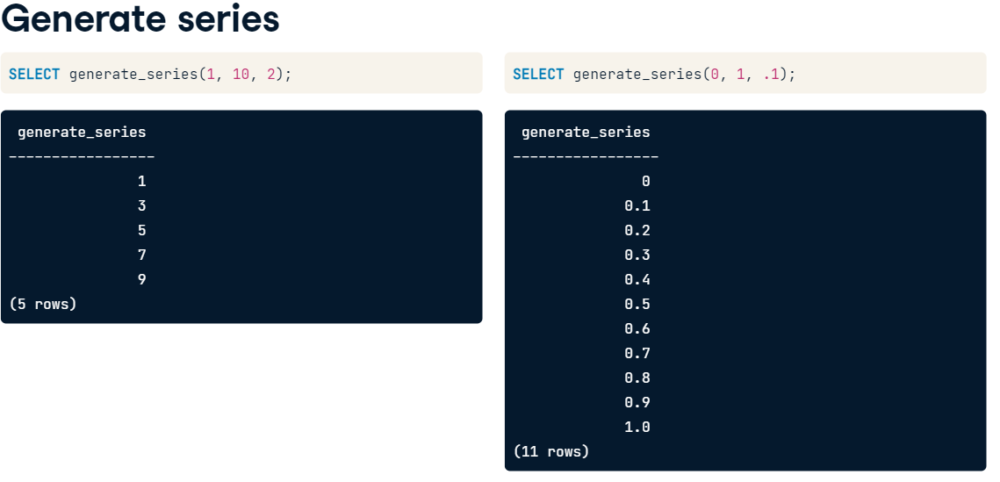 Generate series
SELECT generate_series(1, 10, 2);
generate_series
-----------------
1
3
5
7
9
(5 rows)
SELECT generate_series(0, 1, .1);
generate_series
-----------------
0
0.1
0.2
0.3
0.4
0.5
0.6
0.7
0.8
0.9
1.0
(11 rows)